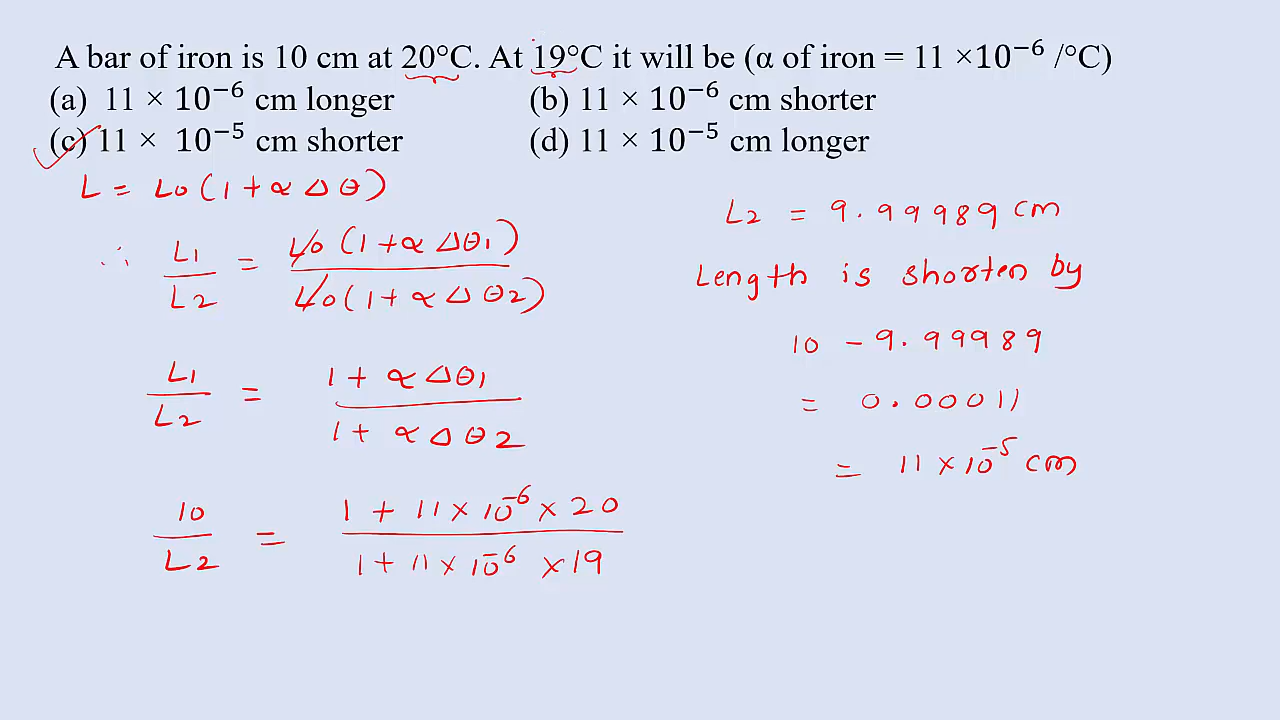 A bar of iron is 10 cm at 20°C. At 19°C it will be (α of iron = 11 ×10⁻⁶ /°C)
(a) 11 × 10⁻⁶ cm longer (b) 11 × 10⁻⁶ cm shorter
(c) 11 × 10⁻⁵ cm shorter (d) 11 × 10⁻⁵ cm longer
L = L0 (1 + α Δθ)
∴ L1/L2 = L0 (1 + α Δθ1) / L0 (1 + α Δθ2)
L1/L2 = 1 + α Δθ1 / 1 + α Δθ2
10/L2 = 1 + 11 × 10⁻⁶ × 20 / 1 + 11 × 10⁻⁶ × 19
L2 = 9.99989 cm
Length is shorten by
10 - 9.99989
= 0.00011
= 11 × 10⁻⁵ cm